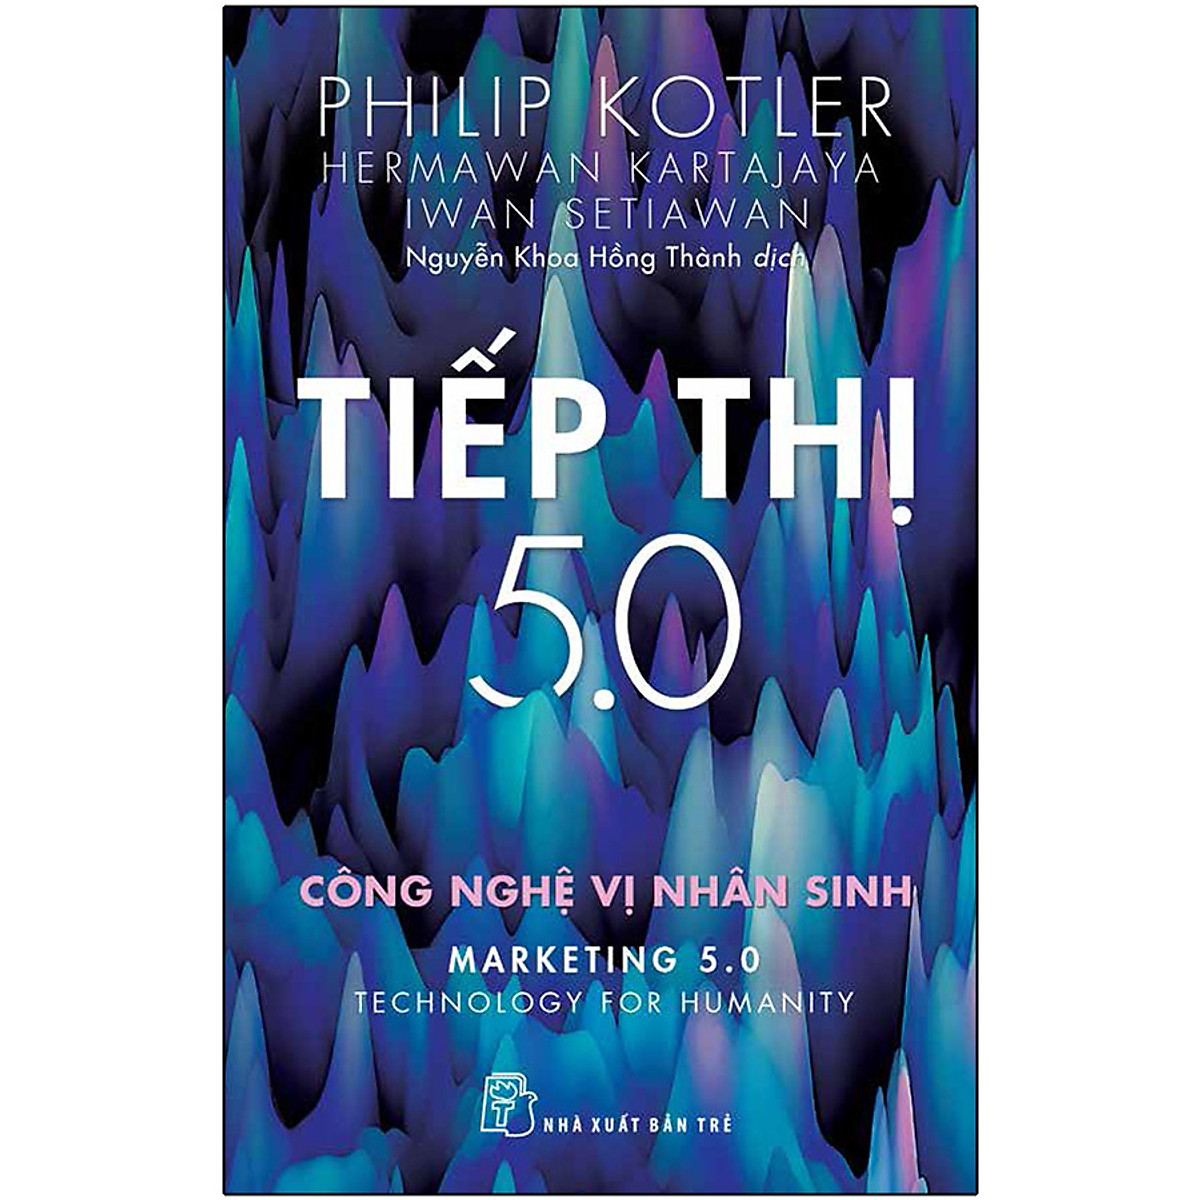 PHILIP KOTLER
HERMAWAN KARTAJAYA
IWAN SETIAWAN
Nguyễn Khoa Hồng Thành dịch
TIẾP THỊ
5.0
CÔNG NGHỆ VỊ NHÂN SINH
MARKETING 5.0
TECHNOLOGY FOR HUMANITY
T
NHÀ XUẤT BẢN TRẺ